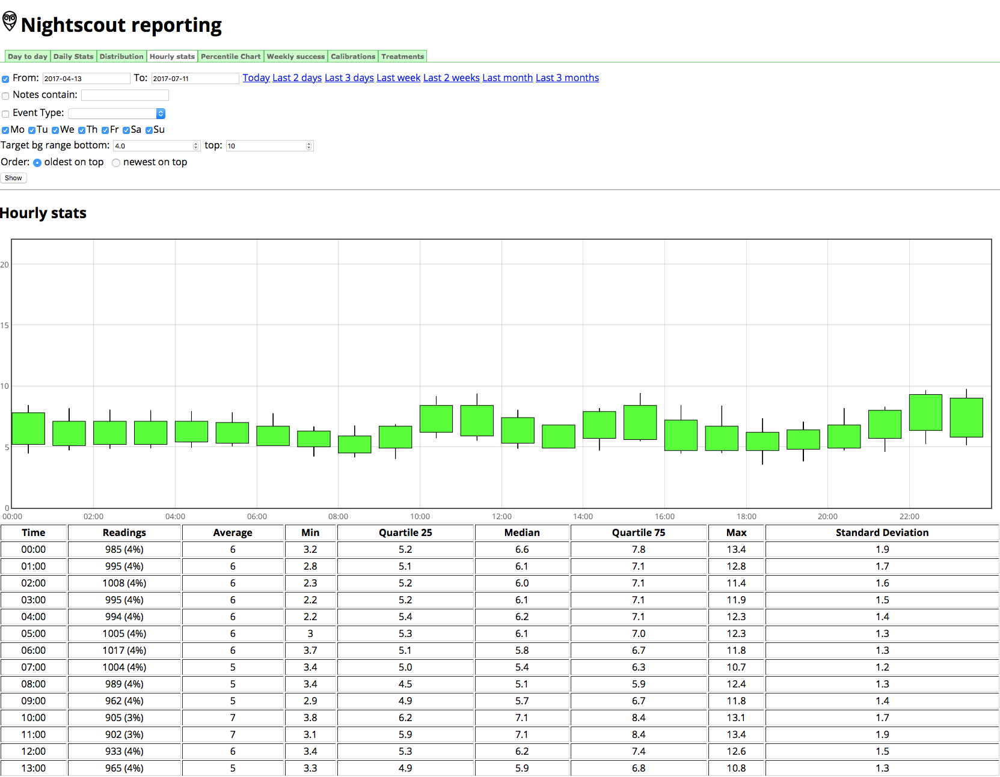 Nightscout reporting
Day to day Daily Stats Distribution Hourly stats Percentile Chart Weekly success Calibrations Treatments
From: 2017-04-13 To: 2017-07-11 Today Last 2 days Last 3 days Last week Last 2 weeks Last month Last 3 months
Notes contain:
Event Type:
Mo Tu We Th Fr Sa Su
Target bg range bottom: 4.0 top: 10
Order: oldest on top newest on top
Show
Hourly stats
20
15
10
5
0
00:00 02:00 04:00 06:00 08:00 10:00 12:00 14:00 16:00 18:00 20:00 22:00
Time Readings Average Min Quartile 25 Median Quartile 75 Max Standard Deviation
00:00 985 (4%) 6 3.2 5.2 6.6 7.8 13.4 1.9
01:00 995 (4%) 6 2.8 5.1 6.1 7.1 12.8 1.7
02:00 1008 (4%) 6 2.3 5.2 6.0 7.1 11.4 1.6
03:00 995 (4%) 6 2.2 5.2 6.1 7.1 11.9 1.5
04:00 994 (4%) 6 2.2 5.4 6.2 7.1 12.3 1.4
05:00 1005 (4%) 6 3 5.3 6.1 7.0 12.3 1.3
06:00 1017 (4%) 6 3.7 5.1 5.8 6.7 11.8 1.3
07:00 1004 (4%) 5 3.4 5.0 5.4 6.3 10.7 1.2
08:00 989 (4%) 5 3.4 4.5 5.1 5.9 12.4 1.3
09:00 962 (4%) 5 2.9 4.9 5.7 6.7 11.8 1.4
10:00 905 (3%) 7 3.8 6.2 7.1 8.4 13.1 1.7
11:00 902 (3%) 7 3.1 5.9 7.1 8.4 13.4 1.9
12:00 933 (4%) 6 3.4 5.3 6.2 7.4 12.6 1.5
13:00 965 (4%) 5 3.3 4.9 5.9 6.8 10.8 1.3